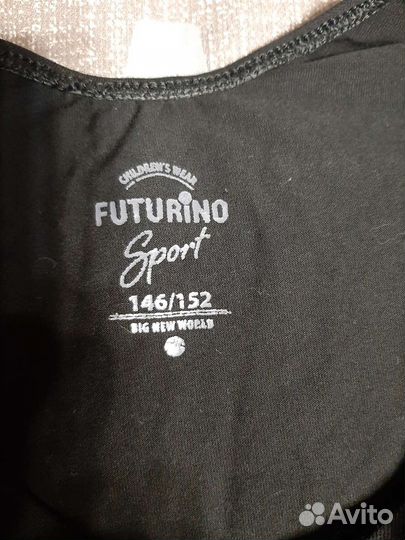 CHILDREN'S WEAR
FUTURINO
Sport
146/152
BIG NEW WORLD
Avito